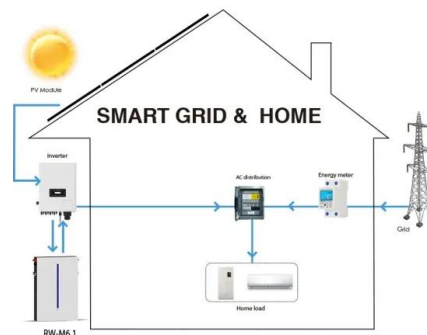 PV Module
SMART GRID & HOME
Inverter
AC distribution
Energy meter
Grid
Home load
RW-M6.1